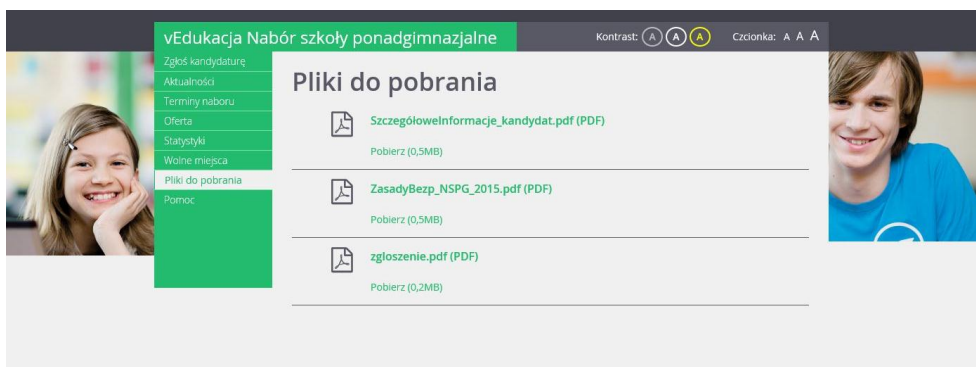 vEdukacja Nabór szkoły ponadgimnazjalne
Kontrast: A A A Czcionka: A A A
Zgłoś kandydaturę
Aktualności
Terminy naboru
Oferta
Statystyki
Wolne miejsca
Pliki do pobrania
Pomoc
Pliki do pobrania
SzczegółoweInformacje_kandydat.pdf (PDF)
Pobierz (0,5MB)
ZasadyBezp_NSPG_2015.pdf (PDF)
Pobierz (0,5MB)
zgloszenie.pdf (PDF)
Pobierz (0,2MB)